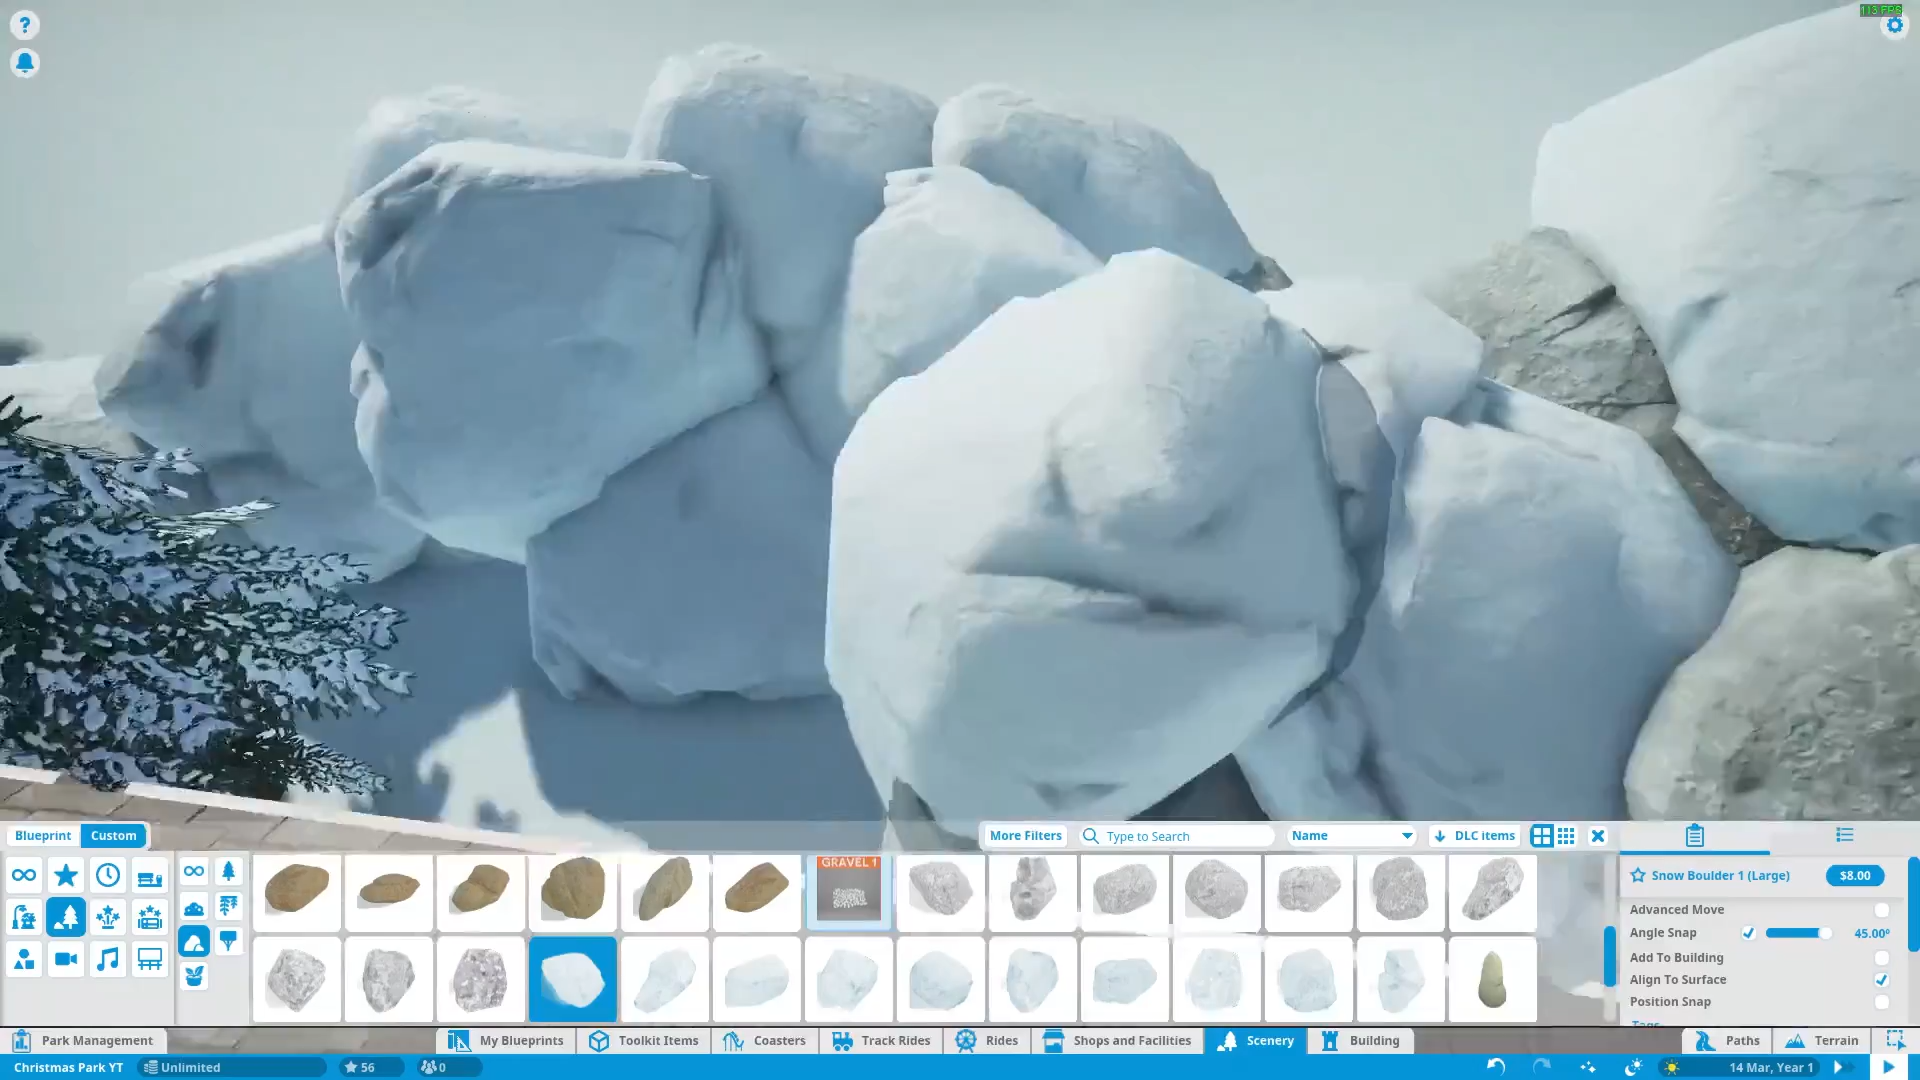 ?
113 FPS
Blueprint
Custom
More Filters
Type to Search
Name
DLC items
GRAVEL 1
Snow Boulder 1 (Large)
$8.00
Advanced Move
Angle Snap
45.00°
Add To Building
Align To Surface
Position Snap
Tags
Park Management
My Blueprints
Toolkit Items
Coasters
Track Rides
Rides
Shops and Facilities
Scenery
Building
Paths
Terrain
Christmas Park YT
Unlimited
56
0
14 Mar, Year 1